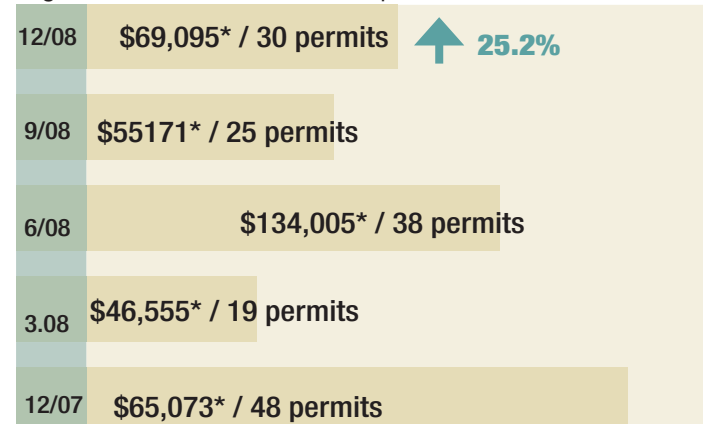 12/08 $69,095* / 30 permits 25.2%
9/08 $55171* / 25 permits
6/08 $134,005* / 38 permits
3.08 $46,555* / 19 permits
12/07 $65,073* / 48 permits